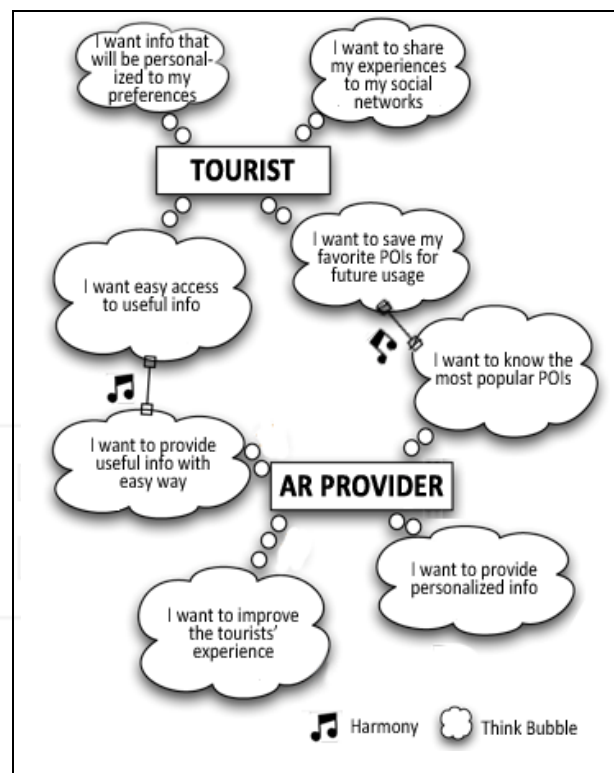 I want info that
will be personal-
ized to my
preferences
I want to share
my experiences
to my social
networks
TOURIST
I want easy access
to useful info
I want to save my
favorite POIs for
future usage
I want to know the
most popular POIs
I want to provide
useful info with
easy way
AR PROVIDER
I want to improve
the tourists'
experience
I want to provide
personalized info
Harmony
Think Bubble